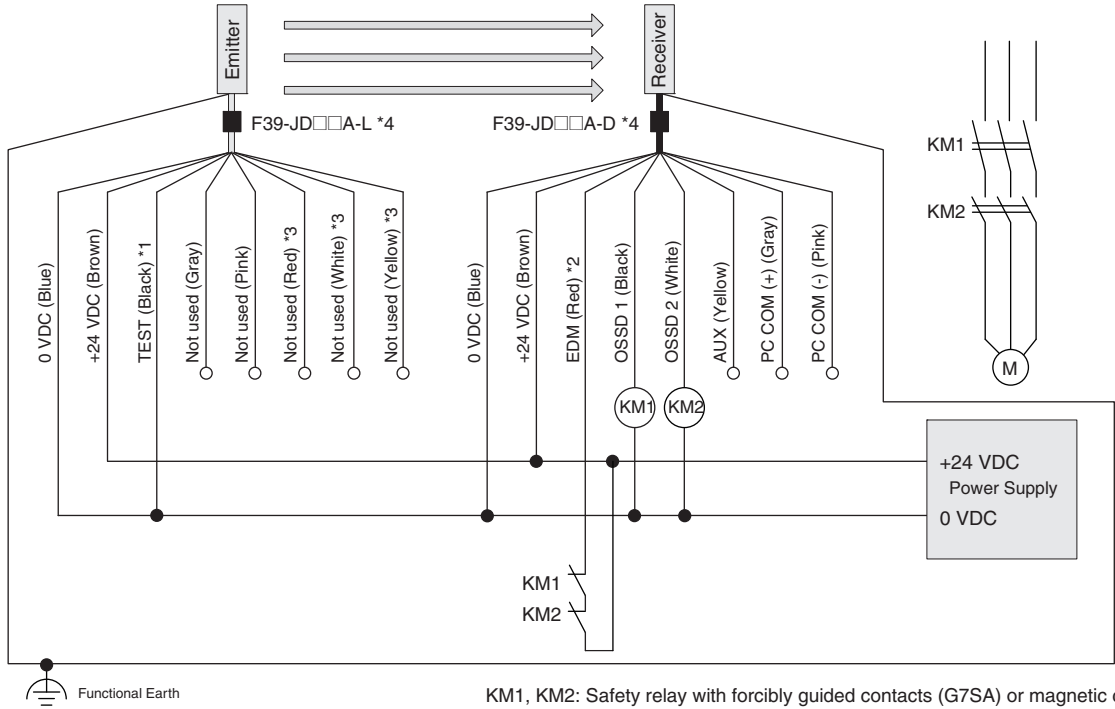 Emitter
Receiver
F39-JD□□A-L *4
F39-JD□□A-D *4
KM1
KM2
0 VDC (Blue)
+24 VDC (Brown)
TEST (Black) *1
Not used (Gray)
Not used (Pink)
Not used (Red) *3
Not used (White) *3
Not used (Yellow) *3
0 VDC (Blue)
+24 VDC (Brown)
EDM (Red) *2
OSSD 1 (Black)
OSSD 2 (White)
AUX (Yellow)
PC COM (+) (Gray)
PC COM (-) (Pink)
M
KM1
KM2
+24 VDC
Power Supply
0 VDC
KM1
KM2
Functional Earth
KM1, KM2: Safety relay with forcibly guided contacts (G7SA) or magnetic